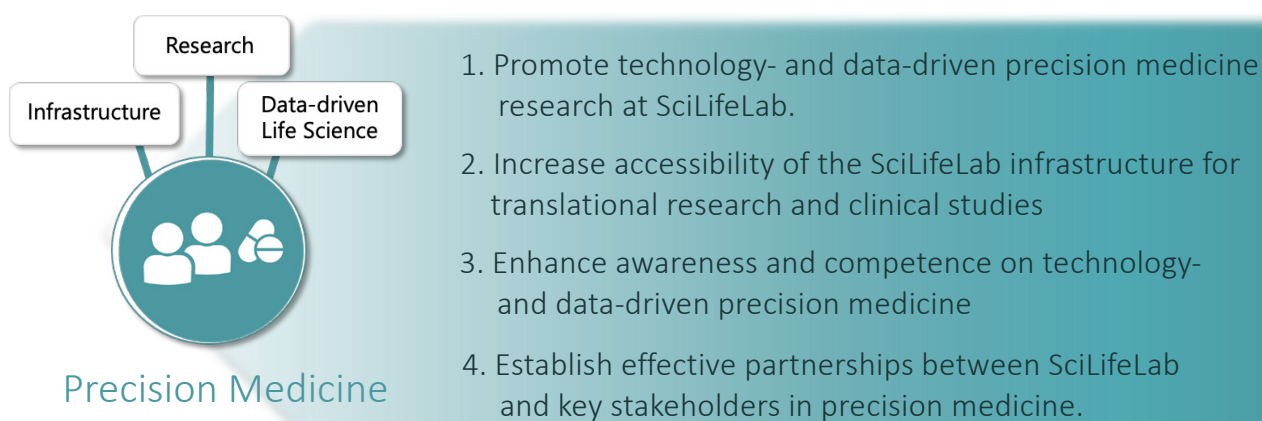 Research
Infrastructure
Data-driven
Life Science
Precision Medicine
1. Promote technology- and data-driven precision medicine
research at SciLifeLab.
2. Increase accessibility of the SciLifeLab infrastructure for
translational research and clinical studies
3. Enhance awareness and competence on technology-
and data-driven precision medicine
4. Establish effective partnerships between SciLifeLab
and key stakeholders in precision medicine.